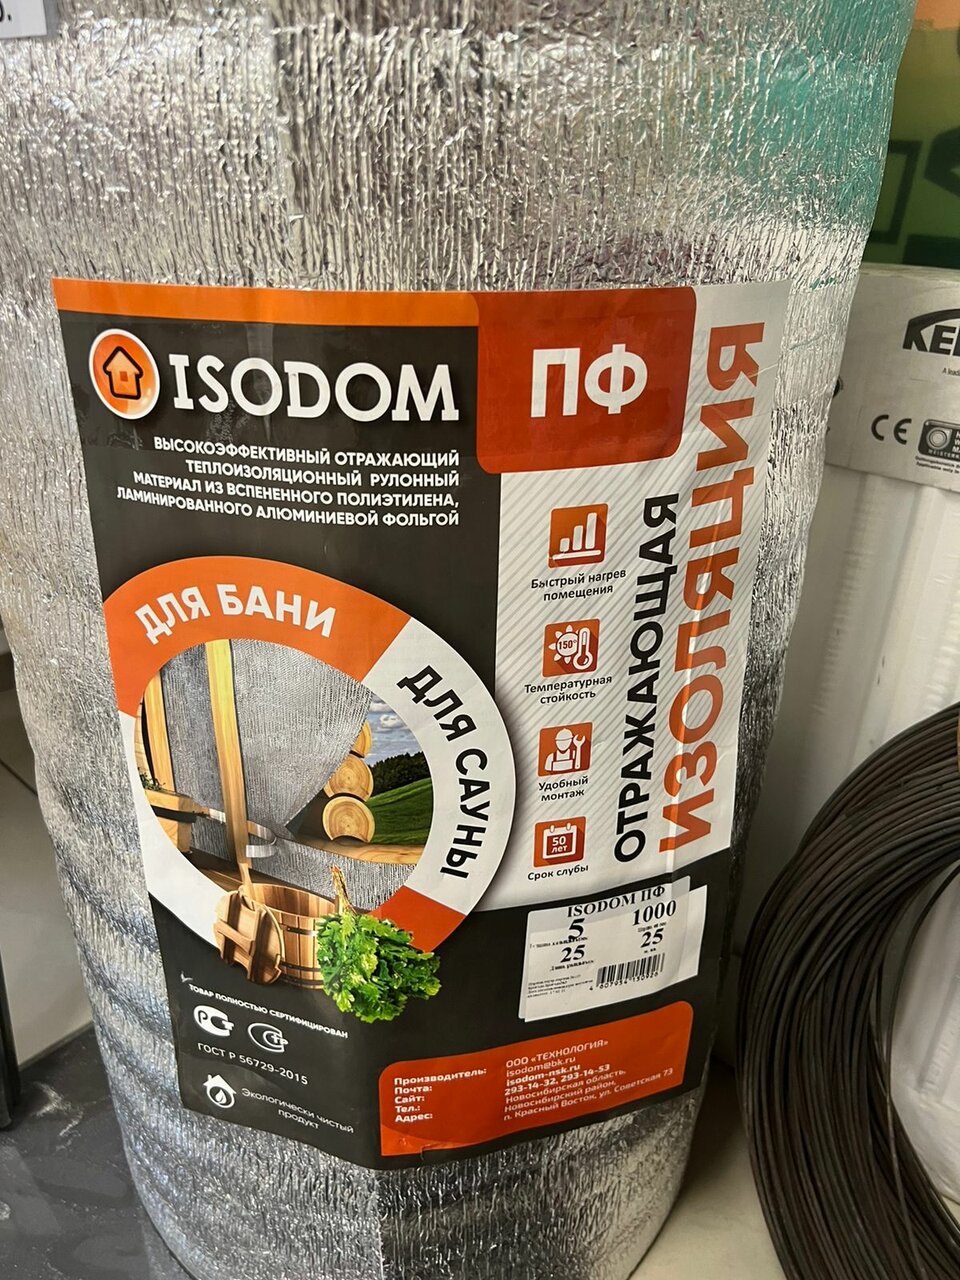 ISODOM
ПФ
ВЫСОКОЭФФЕКТИВНЫЙ ОТРАЖАЮЩИЙ
ТЕПЛОИЗОЛЯЦИОННЫЙ РУЛОННЫЙ
МАТЕРИАЛ ИЗ ВСПЕНЕННОГО ПОЛИЭТИЛЕНА,
ЛАМИНИРОВАННОГО АЛЮМИНИЕВОЙ ФОЛЬГОЙ
ДЛЯ БАНИ
ДЛЯ САУНЫ
ОТРАЖАЮЩАЯ
ИЗОЛЯЦИЯ
Быстрый нагрев
помещения
150°
Температурная
стойкость
Удобный
монтаж
50
лет
Срок слубы
ISODOM ПФ
5
1000
25
25
ТОВАР ПОЛНОСТЬЮ СЕРТИФИЦИРОВАН
ГОСТ Р 56729-2015
Экологически чистый
продукт
Производитель: ООО «ТЕХНОЛОГИЯ»
Почта: isodom@bk.ru
Сайт: isodom-nsk.ru
Тел.: 293-14-32, 293-14-53
Адрес: Новосибирская область,
Новосибирский район,
п. Красный Восток, ул. Советская 73
CE